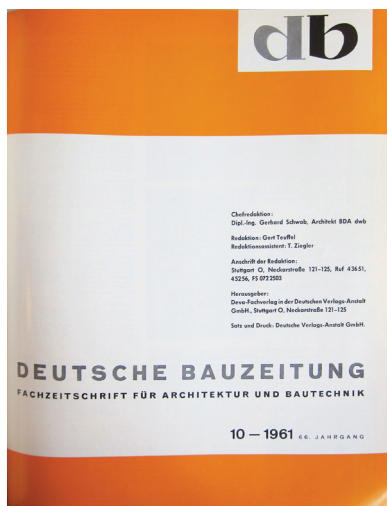 db
Chefredaktion:
Dipl.-Ing. Gerhard Schwab, Architekt BDA dwb
Redaktion: Gert Teuffel
Redaktionsassistent: T. Ziegler
Anschrift der Redaktion:
Stuttgart O, Neckarstraße 121–125, Ruf 43651,
45256, FS 0722503
Herausgeber:
Deva-Fachverlag in der Deutschen Verlags-Anstalt
GmbH., Stuttgart O, Neckarstraße 121–125
Satz und Druck: Deutsche Verlags-Anstalt GmbH.
DEUTSCHE BAUZEITUNG
FACHZEITSCHRIFT FÜR ARCHITEKTUR UND BAUTECHNIK
10 — 1961 66. JAHRGANG